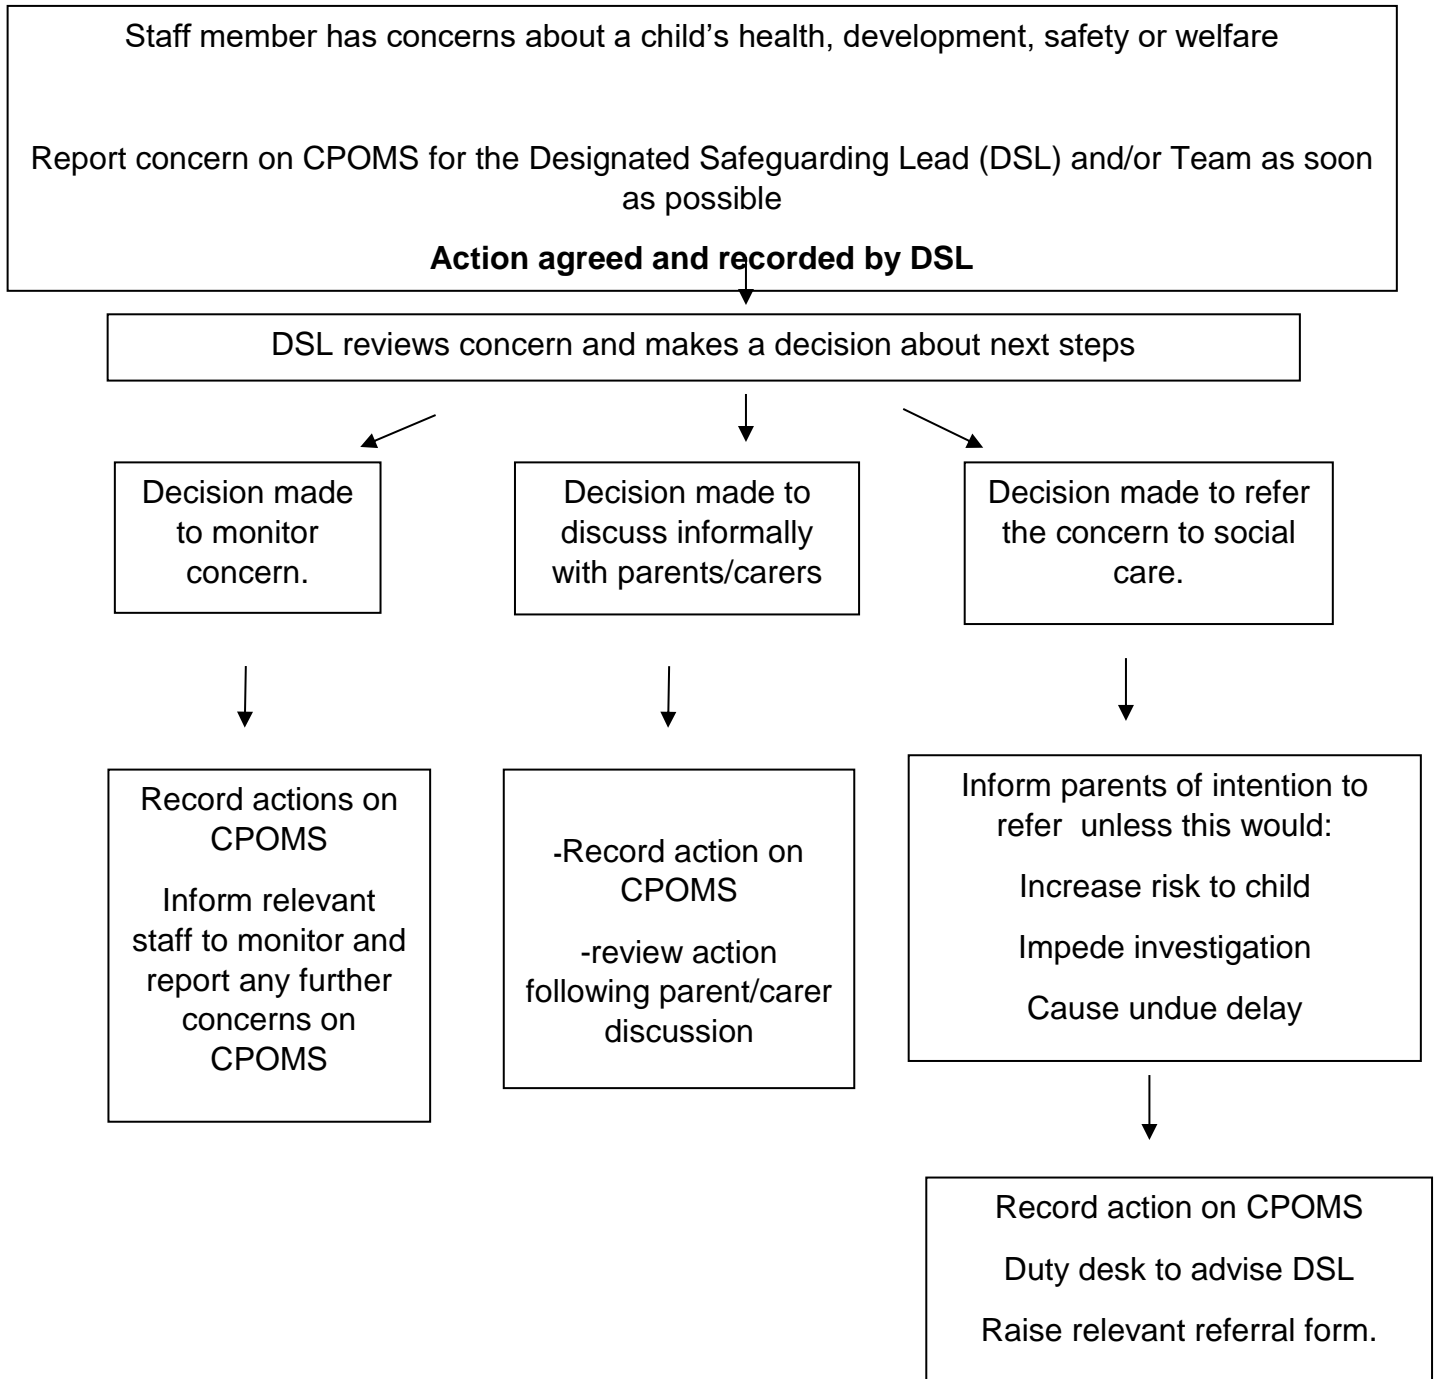 Staff member has concerns about a child’s health, development, safety or welfare
Report concern on CPOMS for the Designated Safeguarding Lead (DSL) and/or Team as soon
as possible
Action agreed and recorded by DSL
DSL reviews concern and makes a decision about next steps
Decision made
to monitor
concern.
Decision made to
discuss informally
with parents/carers
Decision made to refer
the concern to social
care.
Record actions on
CPOMS
Inform relevant
staff to monitor and
report any further
concerns on
CPOMS
-Record action on
CPOMS
-review action
following parent/carer
discussion
Inform parents of intention to
refer  unless this would:
Increase risk to child
Impede investigation
Cause undue delay
Record action on CPOMS
Duty desk to advise DSL
Raise relevant referral form.